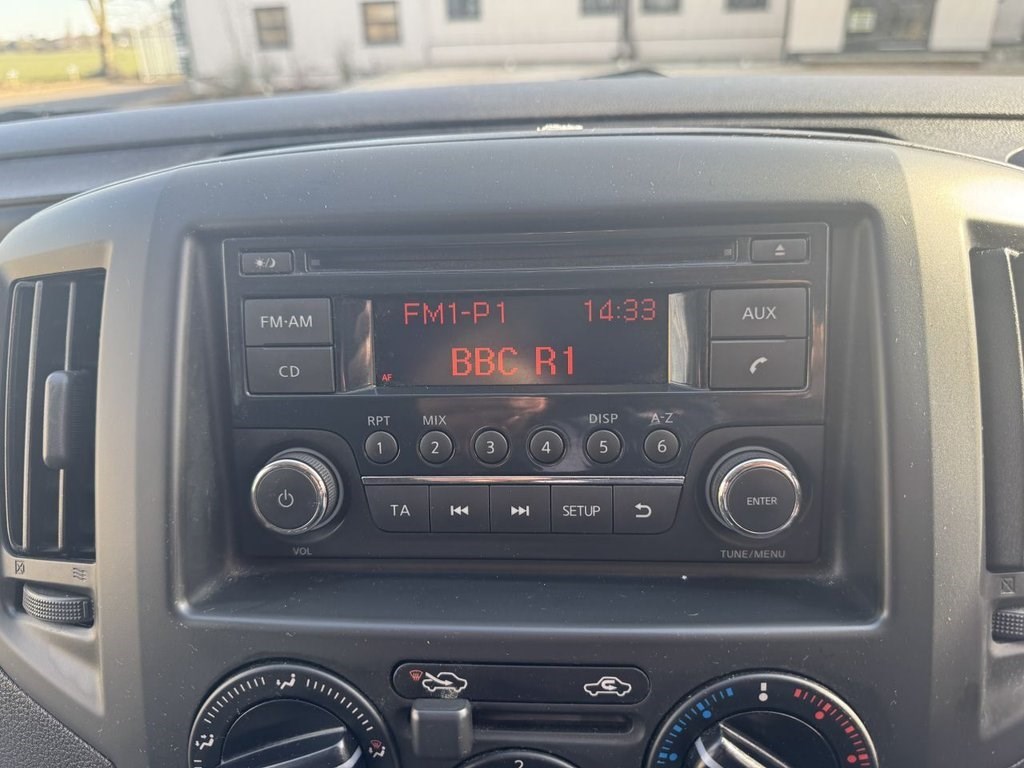 FM1-P1 14:33
BBC R1
AF
FM·AM
CD
AUX
RPT MIX DISP A-Z
1 2 3 4 5 6
TA SETUP
ENTER
VOL
TUNE/MENU
2